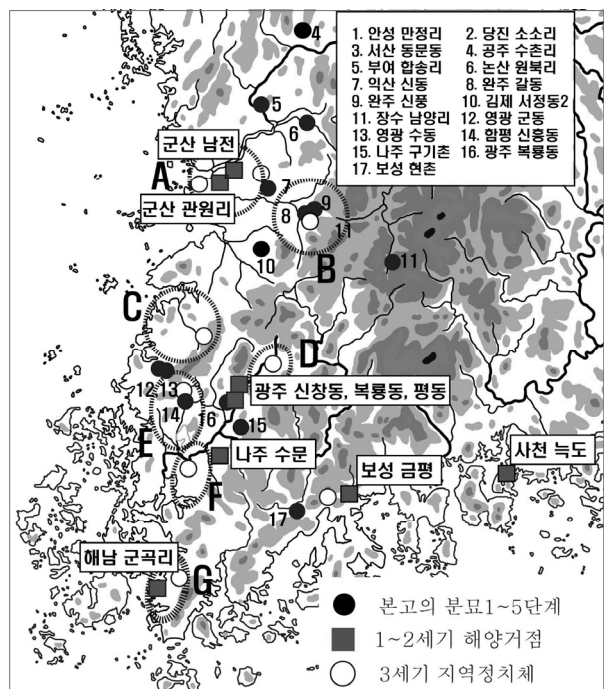 1. 안성 만정리 2. 당진 소소리
3. 서산 동문동 4. 공주 수촌리
5. 부여 합송리 6. 논산 원북리
7. 익산 신동 8. 완주 갈동
9. 완주 신풍 10. 김제 서정동2
11. 장수 남양리 12. 영광 군동
13. 영광 수동 14. 함평 신흥동
15. 나주 구기촌 16. 광주 복룡동
17. 보성 현촌
4
5
6
군산 남전
A
7
군산 관원리
8
9
11
B
10
11
C
D
12
13
14
광주 신창동, 복룡동, 평동
16
15
E
나주 수문
보성 금평
사천 늑도
F
17
해남 군곡리
G
본고의 분묘1~5단계
1~2세기 해양거점
3세기 지역정치체